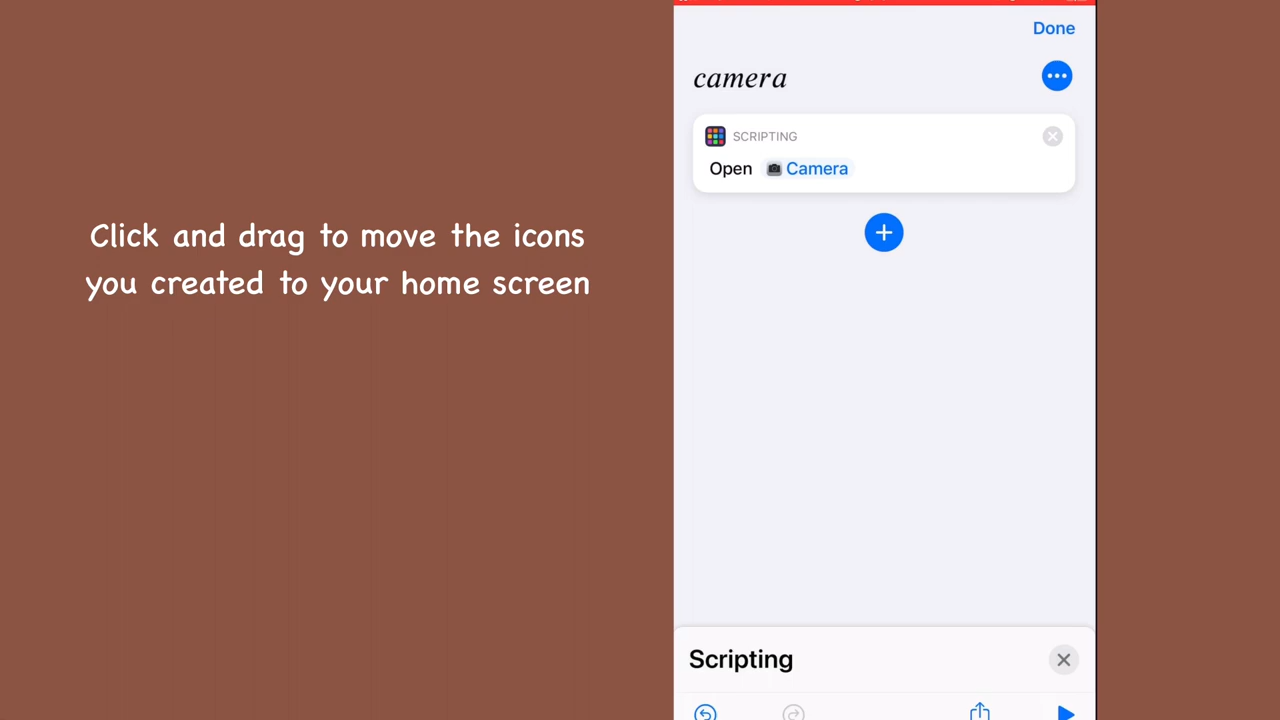 Click and drag to move the icons
you created to your home screen
Done
camera
SCRIPTING
Open Camera
Scripting